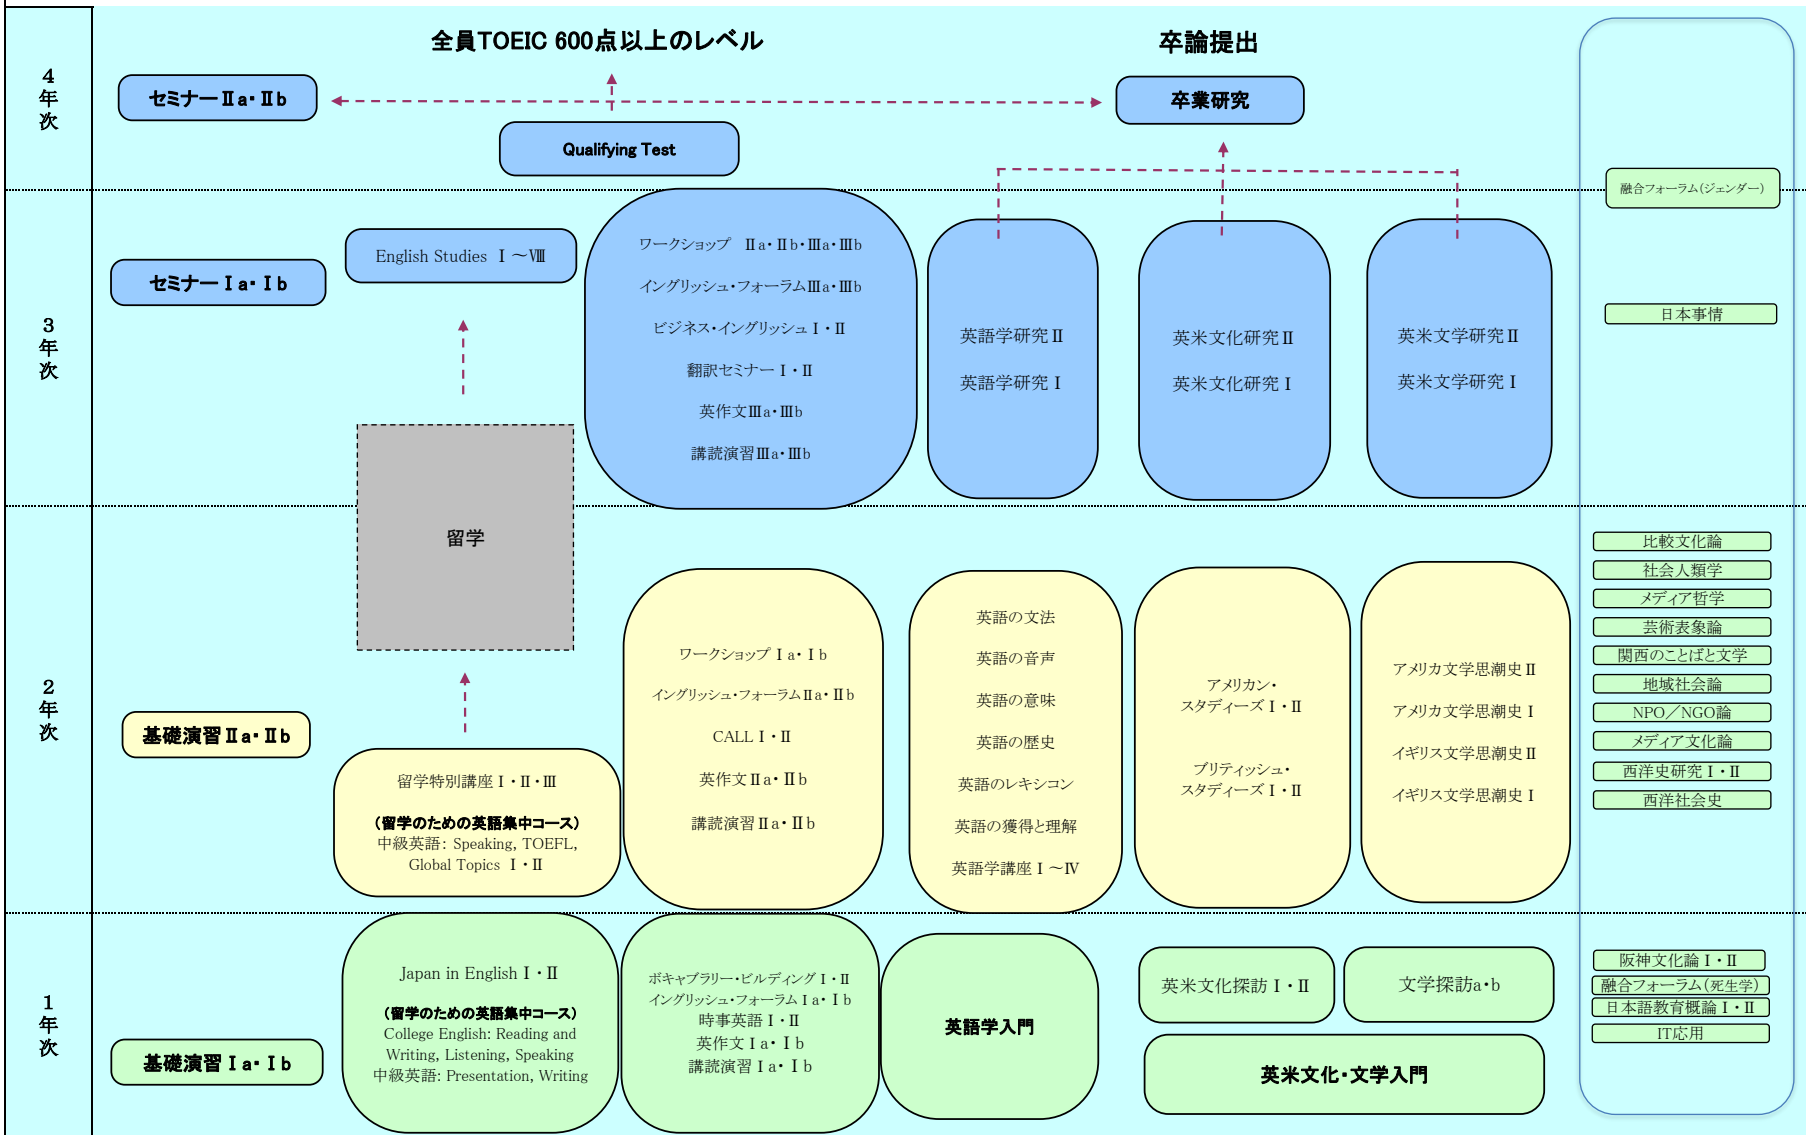 4年次
全員TOEIC 600点以上のレベル
卒論提出
セミナーⅡa・Ⅱb
卒業研究
Qualifying Test
融合フォーラム(ジェンダー)
3年次
セミナーⅠa・Ⅰb
English Studies Ⅰ～Ⅷ
ワークショップ Ⅱa・Ⅱb・Ⅲa・Ⅲb
イングリッシュ・フォーラムⅢa・Ⅲb
ビジネス・イングリッシュⅠ・Ⅱ
翻訳セミナーⅠ・Ⅱ
英作文Ⅲa・Ⅲb
講読演習Ⅲa・Ⅲb
英語学研究Ⅱ
英語学研究Ⅰ
英米文化研究Ⅱ
英米文化研究Ⅰ
英米文学研究Ⅱ
英米文学研究Ⅰ
日本事情
留学
2年次
基礎演習Ⅱa・Ⅱb
留学特別講座Ⅰ・Ⅱ・Ⅲ
(留学のための英語集中コース)
中級英語: Speaking, TOEFL,
Global Topics Ⅰ・Ⅱ
ワークショップⅠa・Ⅰb
イングリッシュ・フォーラムⅡa・Ⅱb
CALLⅠ・Ⅱ
英作文Ⅱa・Ⅱb
講読演習Ⅱa・Ⅱb
英語の文法
英語の音声
英語の意味
英語の歴史
英語のレキシコン
英語の獲得と理解
英語学講座Ⅰ～Ⅳ
アメリカン・
スタディーズⅠ・Ⅱ
ブリティッシュ・
スタディーズⅠ・Ⅱ
アメリカ文学思潮史Ⅱ
アメリカ文学思潮史Ⅰ
イギリス文学思潮史Ⅱ
イギリス文学思潮史Ⅰ
比較文化論
社会人類学
メディア哲学
芸術表象論
関西のことばと文学
地域社会論
NPO／NGO論
メディア文化論
西洋史研究Ⅰ・Ⅱ
西洋社会史
1年次
基礎演習Ⅰa・Ⅰb
Japan in EnglishⅠ・Ⅱ
(留学のための英語集中コース)
College English: Reading and
Writing, Listening, Speaking
中級英語: Presentation, Writing
ボキャブラリー・ビルディングⅠ・Ⅱ
イングリッシュ・フォーラムⅠa・Ⅰb
時事英語Ⅰ・Ⅱ
英作文Ⅰa・Ⅰb
講読演習Ⅰa・Ⅰb
英語学入門
英米文化探訪Ⅰ・Ⅱ
文学探訪a・b
英米文化・文学入門
阪神文化論Ⅰ・Ⅱ
融合フォーラム(死生学)
日本語教育概論Ⅰ・Ⅱ
IT応用